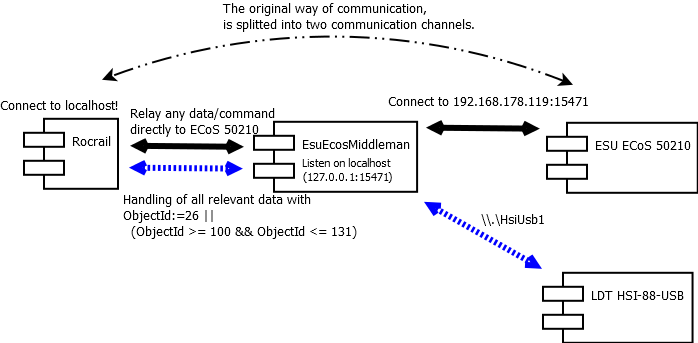 The original way of communication,
is splitted into two communication channels.
Connect to localhost!
Rocrail
Relay any data/command
directly to ECoS 50210
EsuEcosMiddleman
Listen on localhost
(127.0.0.1:15471)
Connect to 192.168.178.119:15471
ESU ECoS 50210
Handling of all relevant data with
ObjectId:=26 ||
(ObjectId >= 100 && ObjectId <= 131)
\\.\HsiUsb1
LDT HSI-88-USB